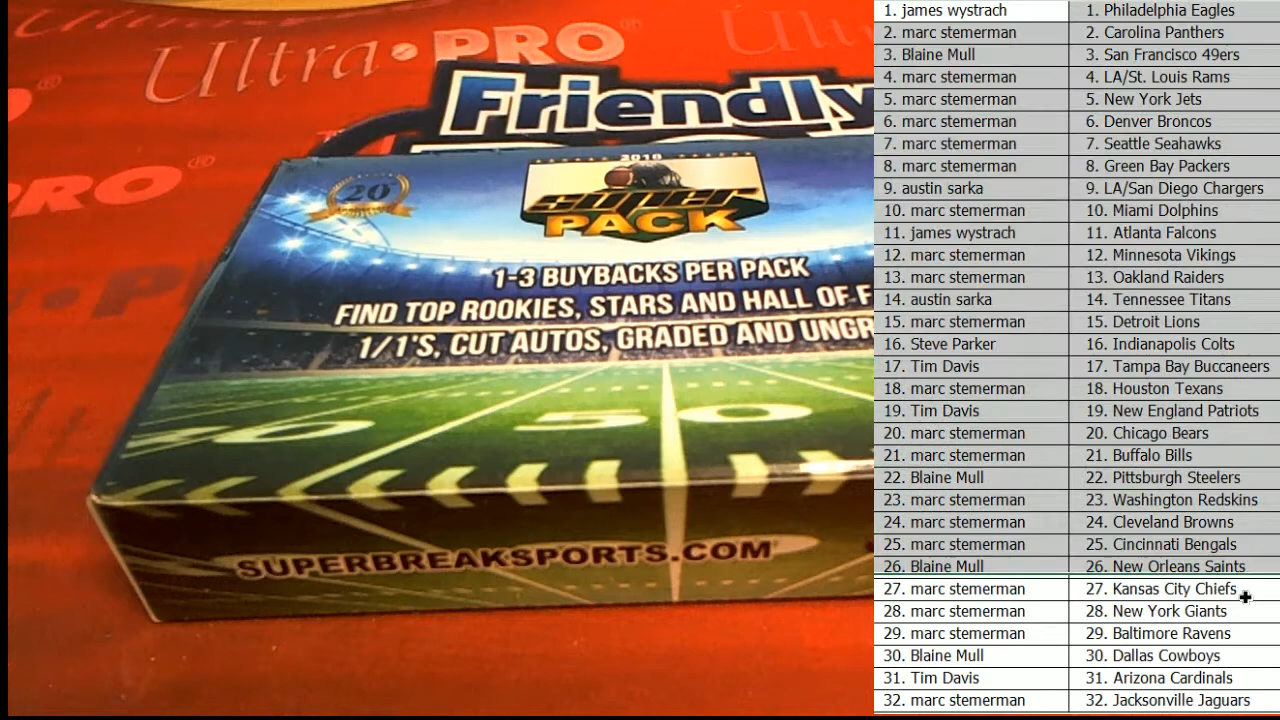 Ultra PRO®
Friendly
PRO®
2016
20
SUPER
PACK
1-3 BUYBACKS PER PACK
FIND TOP ROOKIES, STARS AND HALL OF F
1/1'S, CUT AUTOS, GRADED AND UNGR
50
SUPERBREAKSPORTS.COM
1. james wystrach 1. Philadelphia Eagles
2. marc stemerman 2. Carolina Panthers
3. Blaine Mull 3. San Francisco 49ers
4. marc stemerman 4. LA/St. Louis Rams
5. marc stemerman 5. New York Jets
6. marc stemerman 6. Denver Broncos
7. marc stemerman 7. Seattle Seahawks
8. marc stemerman 8. Green Bay Packers
9. austin sarka 9. LA/San Diego Chargers
10. marc stemerman 10. Miami Dolphins
11. james wystrach 11. Atlanta Falcons
12. marc stemerman 12. Minnesota Vikings
13. marc stemerman 13. Oakland Raiders
14. austin sarka 14. Tennessee Titans
15. marc stemerman 15. Detroit Lions
16. Steve Parker 16. Indianapolis Colts
17. Tim Davis 17. Tampa Bay Buccaneers
18. marc stemerman 18. Houston Texans
19. Tim Davis 19. New England Patriots
20. marc stemerman 20. Chicago Bears
21. marc stemerman 21. Buffalo Bills
22. Blaine Mull 22. Pittsburgh Steelers
23. marc stemerman 23. Washington Redskins
24. marc stemerman 24. Cleveland Browns
25. marc stemerman 25. Cincinnati Bengals
26. Blaine Mull 26. New Orleans Saints
27. marc stemerman 27. Kansas City Chiefs
28. marc stemerman 28. New York Giants
29. marc stemerman 29. Baltimore Ravens
30. Blaine Mull 30. Dallas Cowboys
31. Tim Davis 31. Arizona Cardinals
32. marc stemerman 32. Jacksonville Jaguars